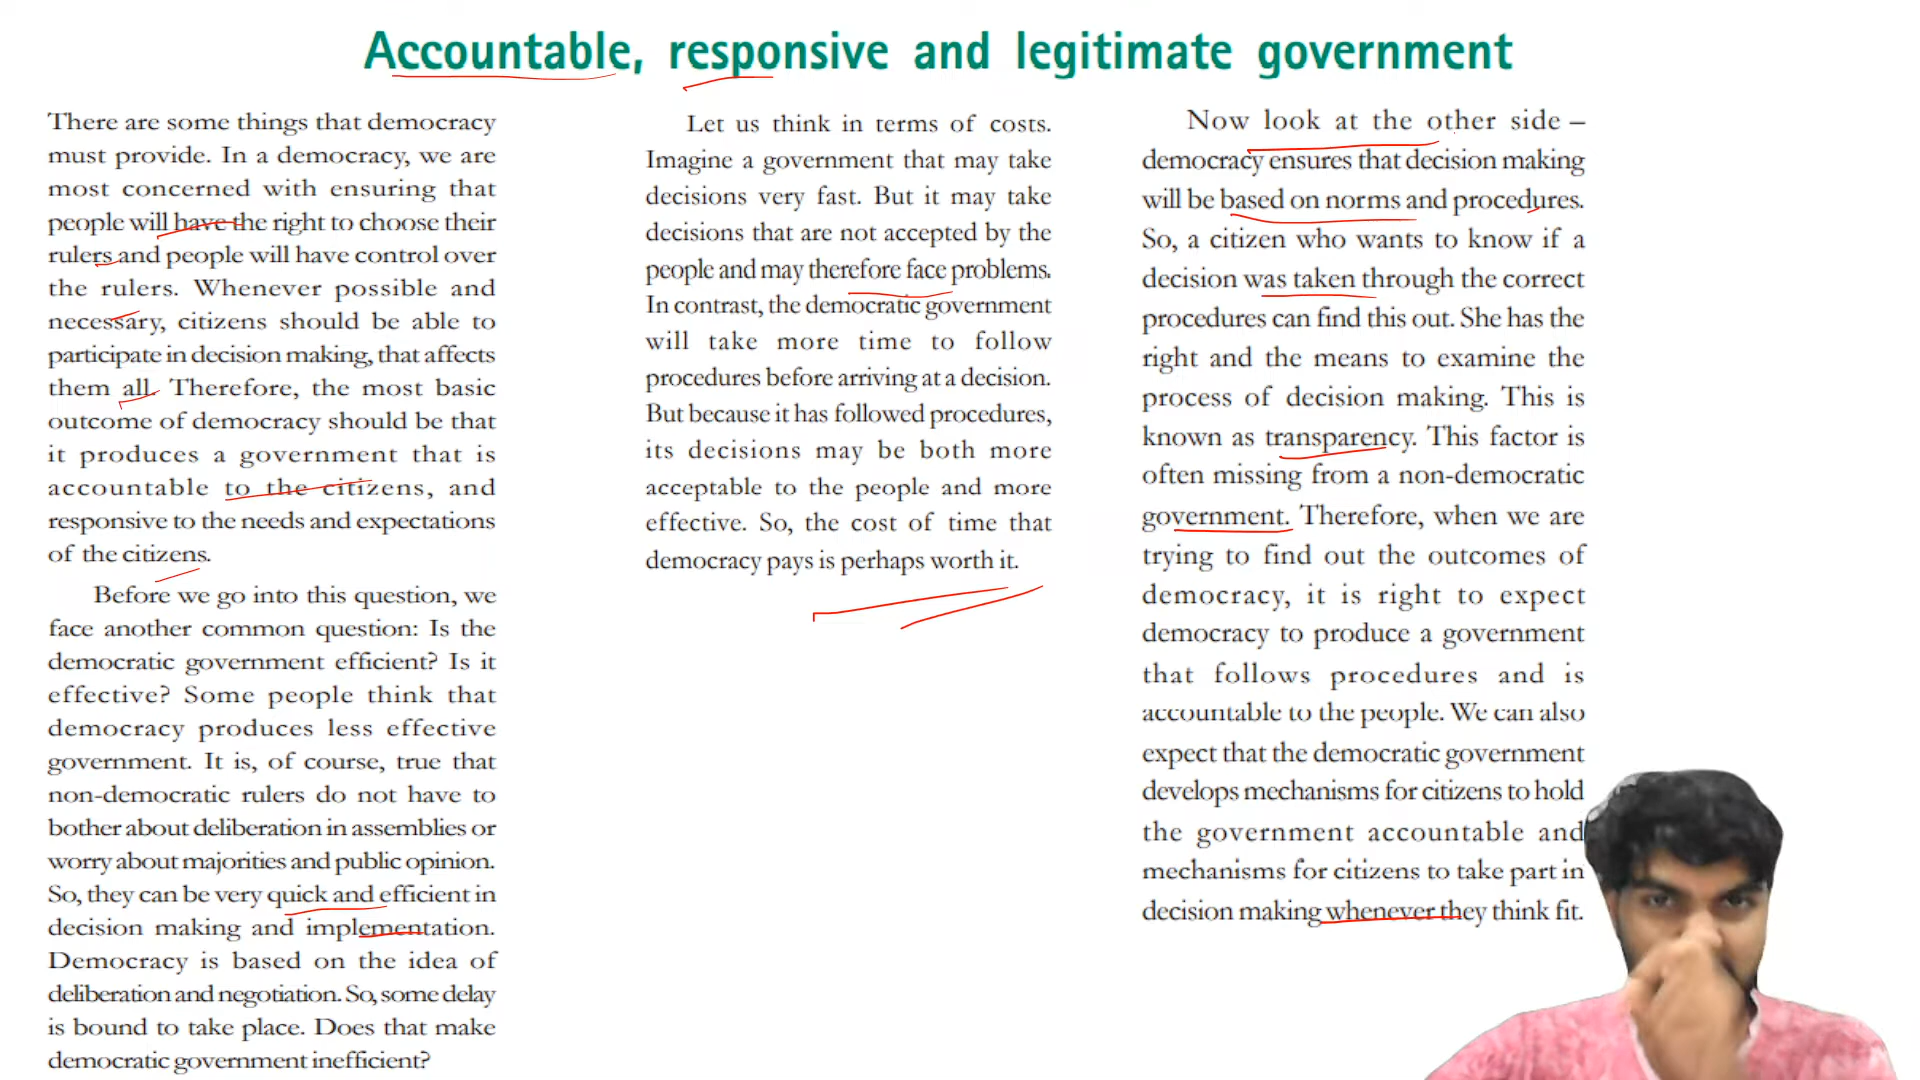 Accountable, responsive and legitimate government
There are some things that democracy
must provide. In a democracy, we are
most concerned with ensuring that
people will have the right to choose their
rulers and people will have control over
the rulers. Whenever possible and
necessary, citizens should be able to
participate in decision making, that affects
them all. Therefore, the most basic
outcome of democracy should be that
it produces a government that is
accountable to the citizens, and
responsive to the needs and expectations
of the citizens.
Before we go into this question, we
face another common question: Is the
democratic government efficient? Is it
effective? Some people think that
democracy produces less effective
government. It is, of course, true that
non-democratic rulers do not have to
bother about deliberation in assemblies or
worry about majorities and public opinion.
So, they can be very quick and efficient in
decision making and implementation.
Democracy is based on the idea of
deliberation and negotiation. So, some delay
is bound to take place. Does that make
democratic government inefficient?
Let us think in terms of costs.
Imagine a government that may take
decisions very fast. But it may take
decisions that are not accepted by the
people and may therefore face problems.
In contrast, the democratic government
will take more time to follow
procedures before arriving at a decision.
But because it has followed procedures,
its decisions may be both more
acceptable to the people and more
effective. So, the cost of time that
democracy pays is perhaps worth it.
Now look at the other side –
democracy ensures that decision making
will be based on norms and procedures.
So, a citizen who wants to know if a
decision was taken through the correct
procedures can find this out. She has the
right and the means to examine the
process of decision making. This is
known as transparency. This factor is
often missing from a non-democratic
government. Therefore, when we are
trying to find out the outcomes of
democracy, it is right to expect
democracy to produce a government
that follows procedures and is
accountable to the people. We can also
expect that the democratic government
develops mechanisms for citizens to hold
the government accountable and
mechanisms for citizens to take part in
decision making whenever they think fit.